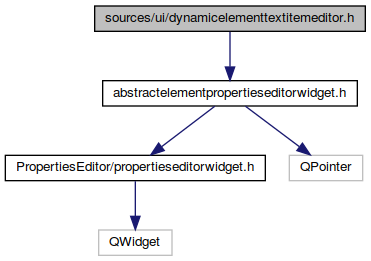 sources/ui/dynamicelementtextitemeditor.h
abstractelementpropertieseditorwidget.h
PropertiesEditor/propertieseditorwidget.h
QPointer
QWidget